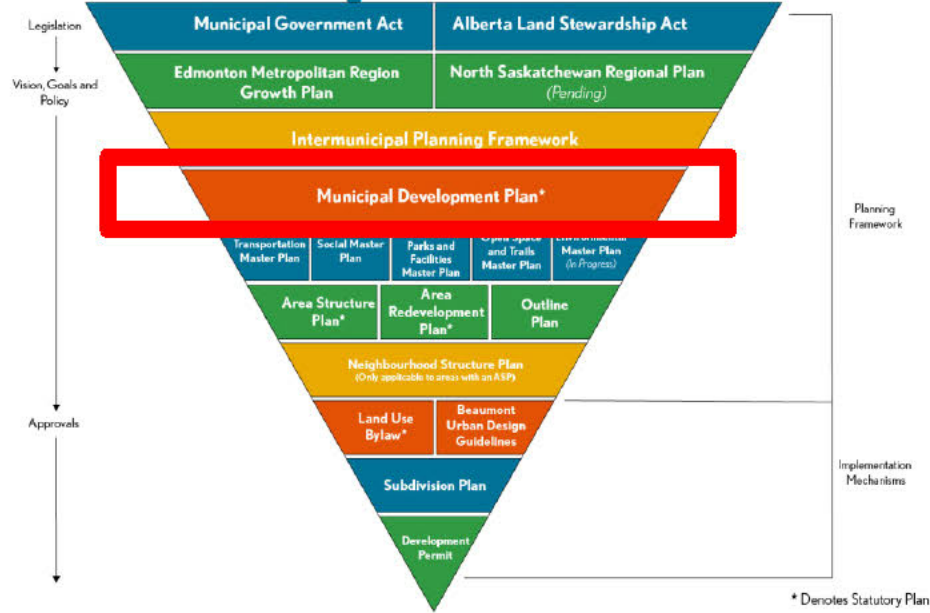 Legislation
Municipal Government Act
Alberta Land Stewardship Act
Vision, Goals and
Policy
Edmonton Metropolitan Region
Growth Plan
North Saskatchewan Regional Plan
(Pending)
Intermunicipal Planning Framework
Municipal Development Plan*
Transportation
Master Plan
Social Master
Plan
Parks and
Facilities
Master Plan
Open Space
and Trails
Master Plan
Environmental
Master Plan
(In Progress)
Planning
Framework
Area Structure
Plan*
Area
Redevelopment
Plan*
Outline
Plan
Neighbourhood Structure Plan
(Only applicable to areas with an ASP)
Approvals
Land Use
Bylaw*
Beaumont
Urban Design
Guidelines
Implementation
Mechanisms
Subdivision Plan
Development
Permit
* Denotes Statutory Plan